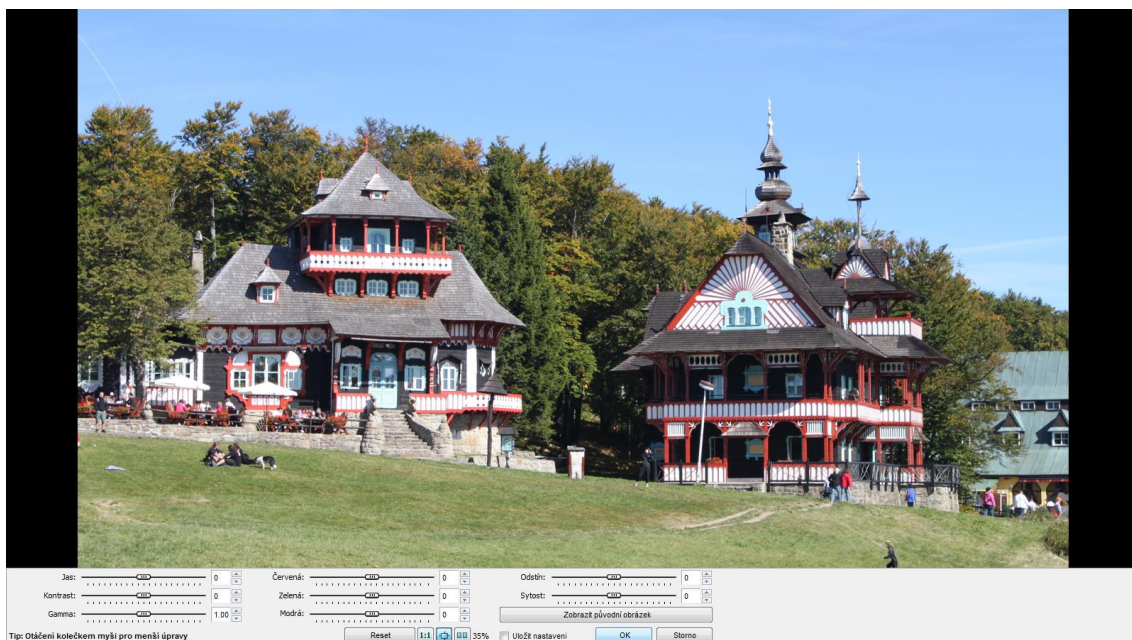 Jas: 0 Červená: 0 Odstín: 0
Kontrast: 0 Zelená: 0 Sytost: 0
Gamma: 1.00 Modrá: 0 Zobrazit původní obrázek
Tip: Otáčení kolečkem myši pro menší úpravy Reset 1:1 35% Uložit nastavení OK Storno